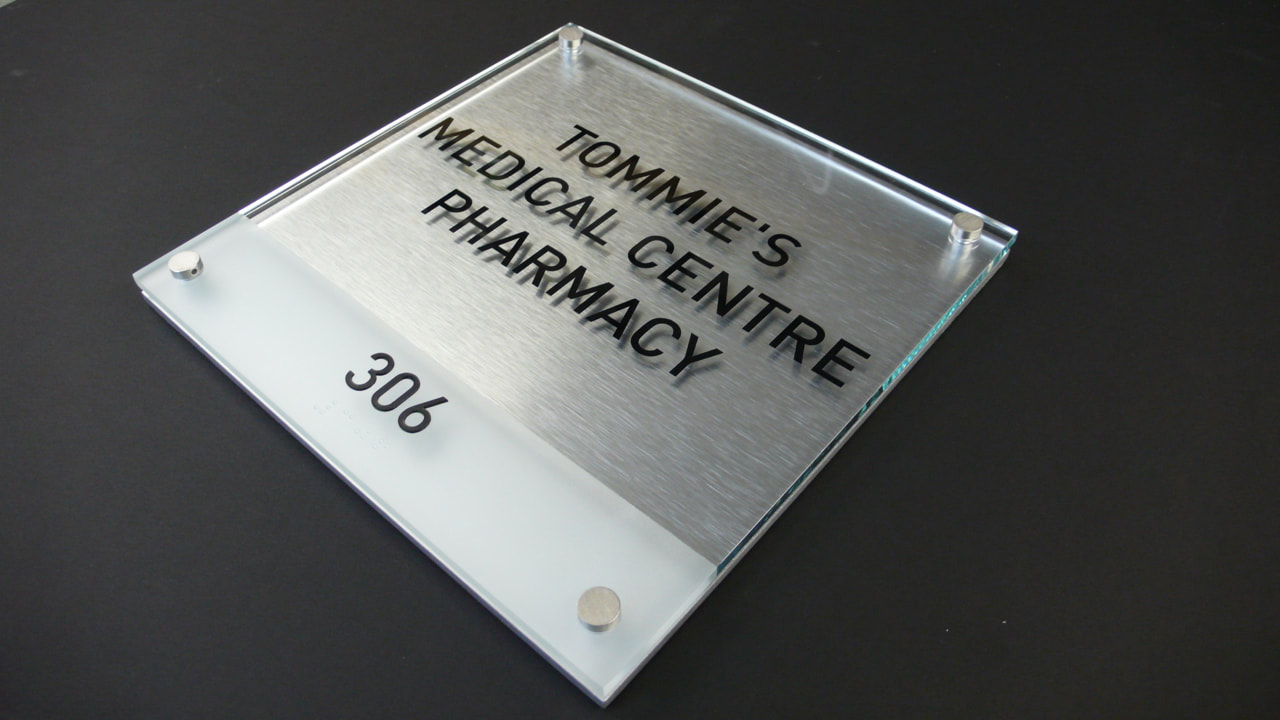 TOMMIE'S
MEDICAL CENTRE
PHARMACY
306